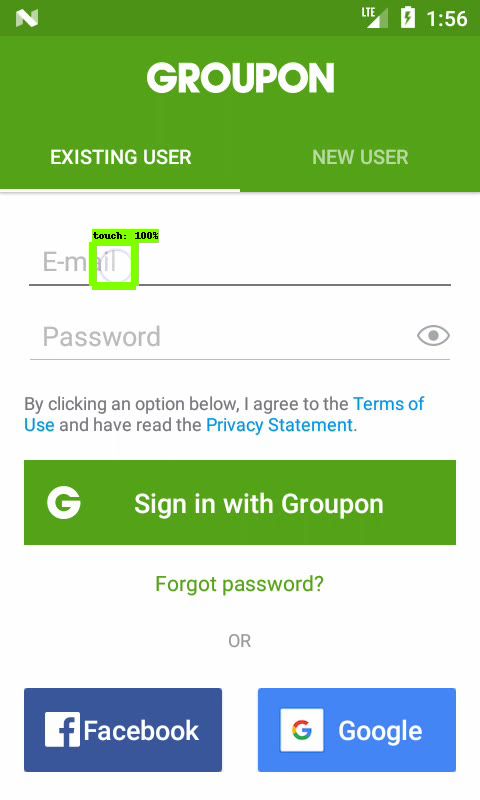 LTE 1:56
GROUPON
EXISTING USER NEW USER
touch: 100%
E-mail
Password
By clicking an option below, I agree to the Terms of
Use and have read the Privacy Statement.
G Sign in with Groupon
Forgot password?
OR
f Facebook G Google